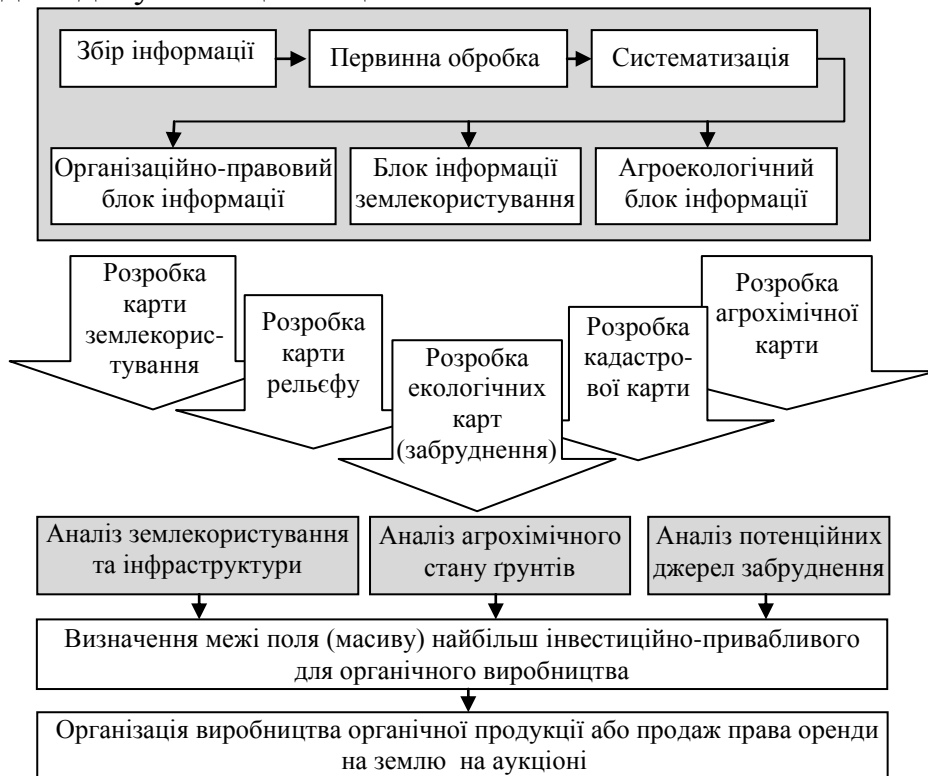 Збір інформації
Первинна обробка
Систематизація
Організаційно-правовий
блок інформації
Блок інформації
землекористування
Агроекологічний
блок інформації
Розробка
карти
землекорис-
тування
Розробка
карти
рельєфу
Розробка
екологічних
карт
(забруднення)
Розробка
кадастро-
вої карти
Розробка
агрохімічної
карти
Аналіз землекористування
та інфраструктури
Аналіз агрохімічного
стану ґрунтів
Аналіз потенційних
джерел забруднення
Визначення межі поля (масиву) найбільш інвестиційно-привабливого
для органічного виробництва
Організація виробництва органічної продукції або продаж права оренди
на землю на аукціоні